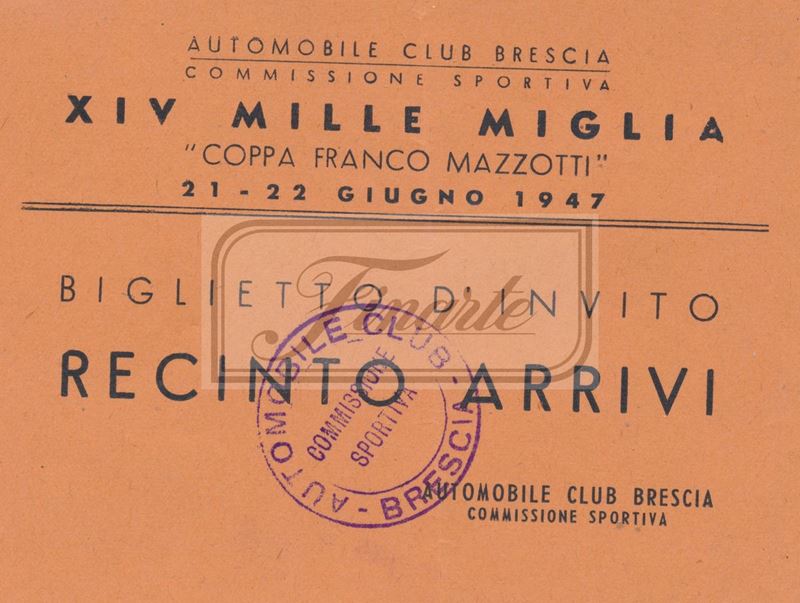 AUTOMOBILE CLUB BRESCIA
COMMISSIONE SPORTIVA
XIV MILLE MIGLIA
"COPPA FRANCO MAZZOTTI"
21 - 22 GIUGNO 1947
Finarte
BIGLIETTO D'INVITO
RECINTO ARRIVI
AUTOMOBILE CLUB - BRESCIA -
COMMISSIONE
SPORTIVA
AUTOMOBILE CLUB BRESCIA
COMMISSIONE SPORTIVA